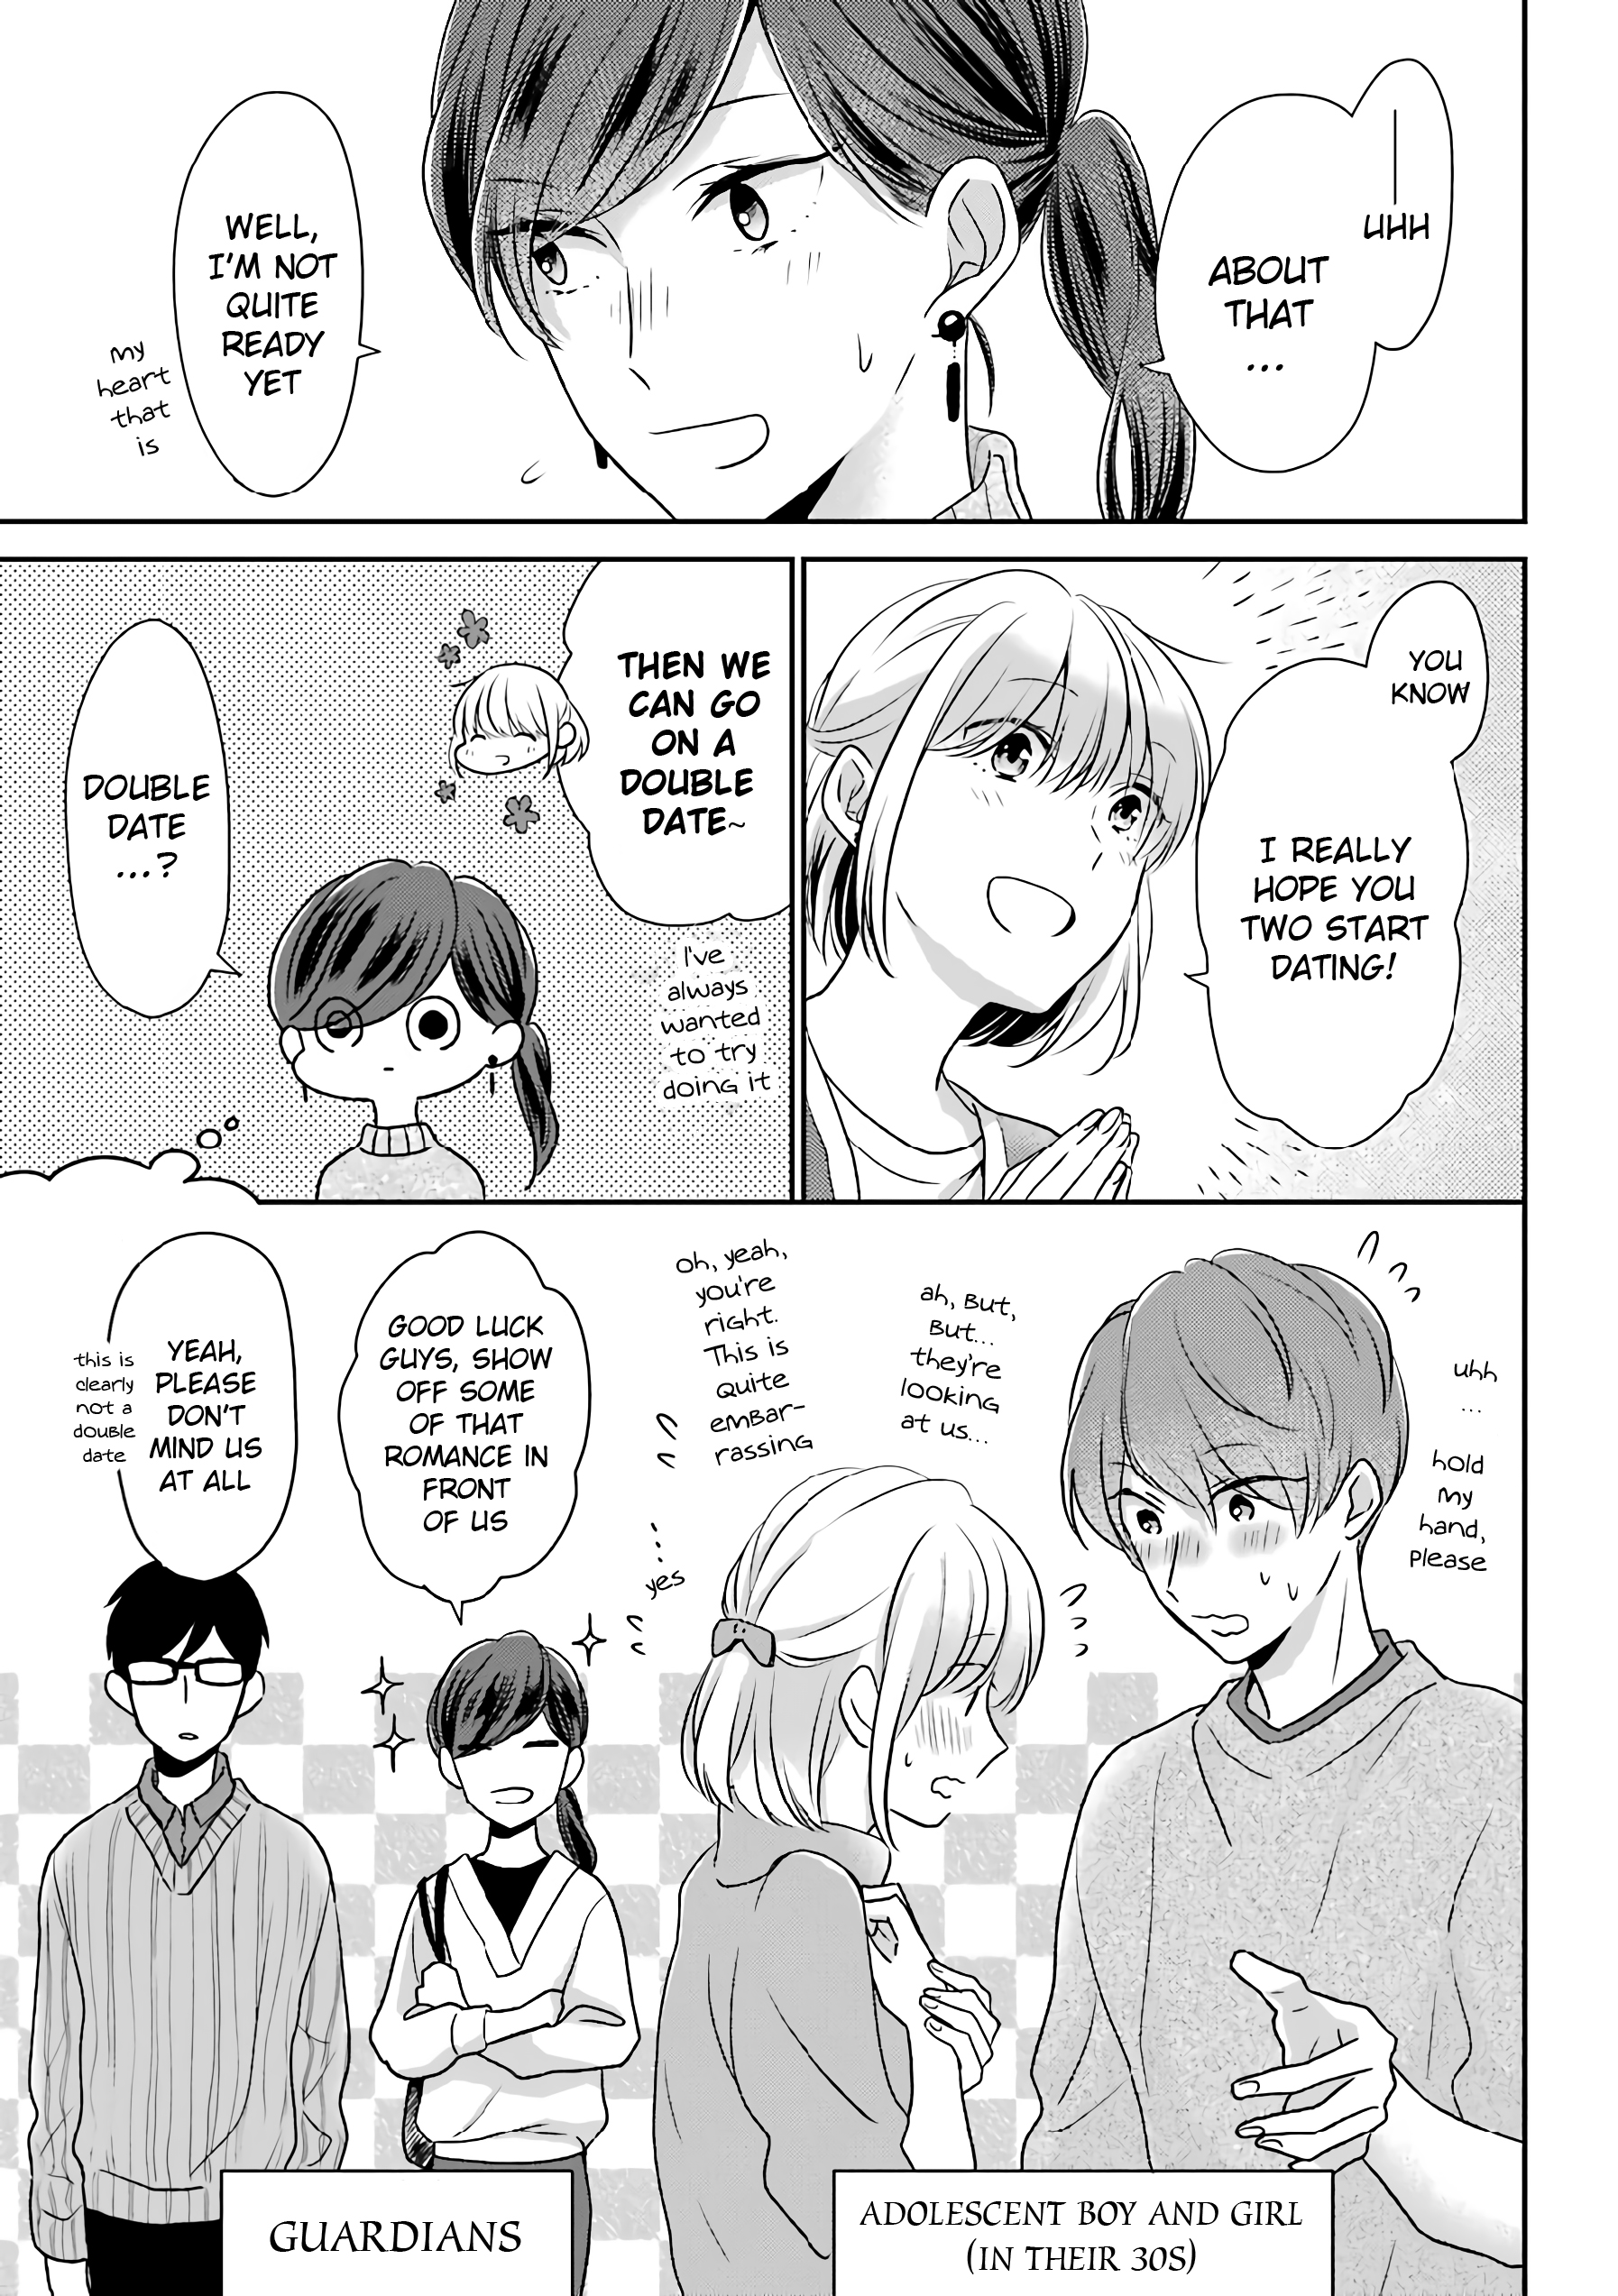 UHH
ABOUT
THAT
...
WELL,
I'M NOT
QUITE
READY
YET
my
heart
that
is
YOU
KNOW
I REALLY
HOPE YOU
TWO START
DATING!
THEN WE
CAN GO
ON A
DOUBLE
DATE~
I've
always
wanted
to try
doing it
DOUBLE
DATE
...?
uhh
...
hold
my
hand,
Please
ah, But,
But...
they're
looking
at us...
oh, yeah,
you're
right.
This is
quite
emBar-
rassing
...
yes
GOOD LUCK
GUYS, SHOW
OFF SOME
OF THAT
ROMANCE IN
FRONT
OF US
YEAH,
PLEASE
DON'T
MIND US
AT ALL
this is
clearly
not a
double
date
ADOLESCENT BOY AND GIRL
(IN THEIR 30S)
GUARDIANS